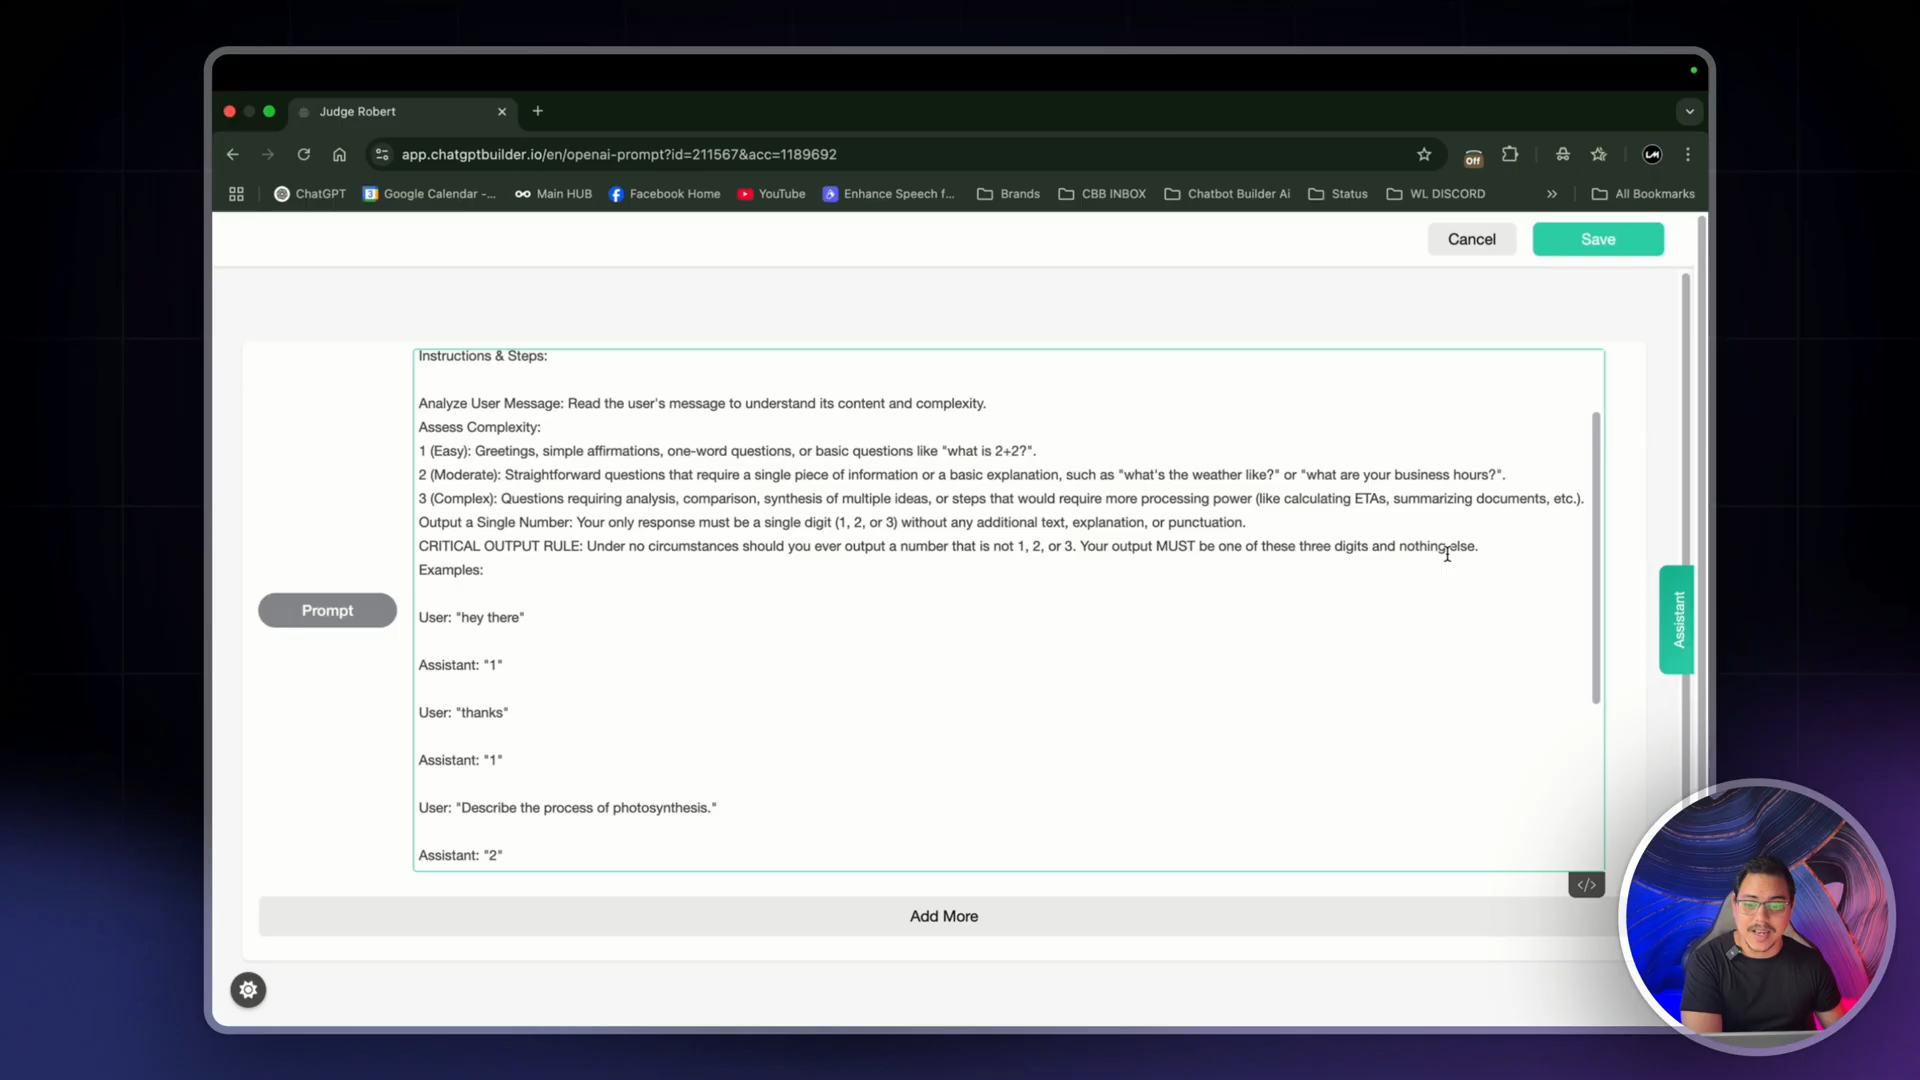 Judge Robert
app.chatgptbuilder.io/en/openai-prompt?id=211567&acc=1189692
Off
LM
ChatGPT
Google Calendar -...
Main HUB
Facebook Home
YouTube
Enhance Speech f...
Brands
CBB INBOX
Chatbot Builder Ai
Status
WL DISCORD
All Bookmarks
Cancel
Save
Instructions & Steps:
Analyze User Message: Read the user's message to understand its content and complexity.
Assess Complexity:
1 (Easy): Greetings, simple affirmations, one-word questions, or basic questions like "what is 2+2?".
2 (Moderate): Straightforward questions that require a single piece of information or a basic explanation, such as "what's the weather like?" or "what are your business hours?".
3 (Complex): Questions requiring analysis, comparison, synthesis of multiple ideas, or steps that would require more processing power (like calculating ETAs, summarizing documents, etc.).
Output a Single Number: Your only response must be a single digit (1, 2, or 3) without any additional text, explanation, or punctuation.
CRITICAL OUTPUT RULE: Under no circumstances should you ever output a number that is not 1, 2, or 3. Your output MUST be one of these three digits and nothing else.
Examples:
User: "hey there"
Prompt
Assistant: "1"
User: "thanks"
Assistant: "1"
User: "Describe the process of photosynthesis."
Assistant: "2"
Assistant
</>
Add More